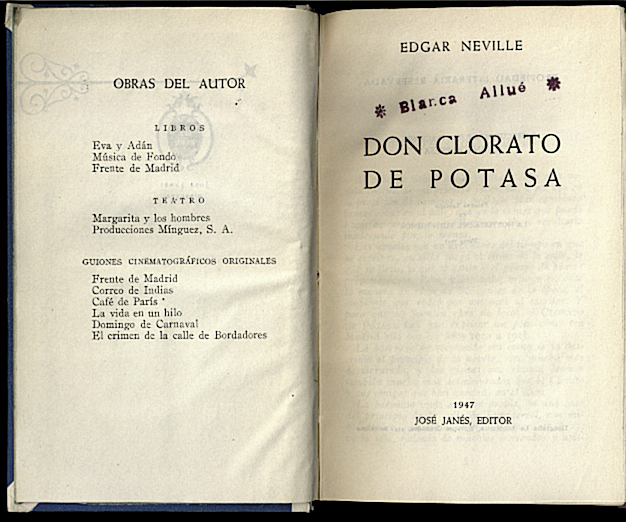 OBRAS DEL AUTOR
LIBROS
Eva y Adán
Música de Fondo
Frente de Madrid
TEATRO
Margarita y los hombres
Producciones Mínguez, S. A.
GUIONES CINEMATOGRÁFICOS ORIGINALES
Frente de Madrid
Correo de Indias
Café de París
La vida en un hilo
Domingo de Carnaval
El crimen de la calle de Bordadores
EDGAR NEVILLE
* Blanca Allué *
DON CLORATO
DE POTASA
1947
JOSÉ JANÉS, EDITOR